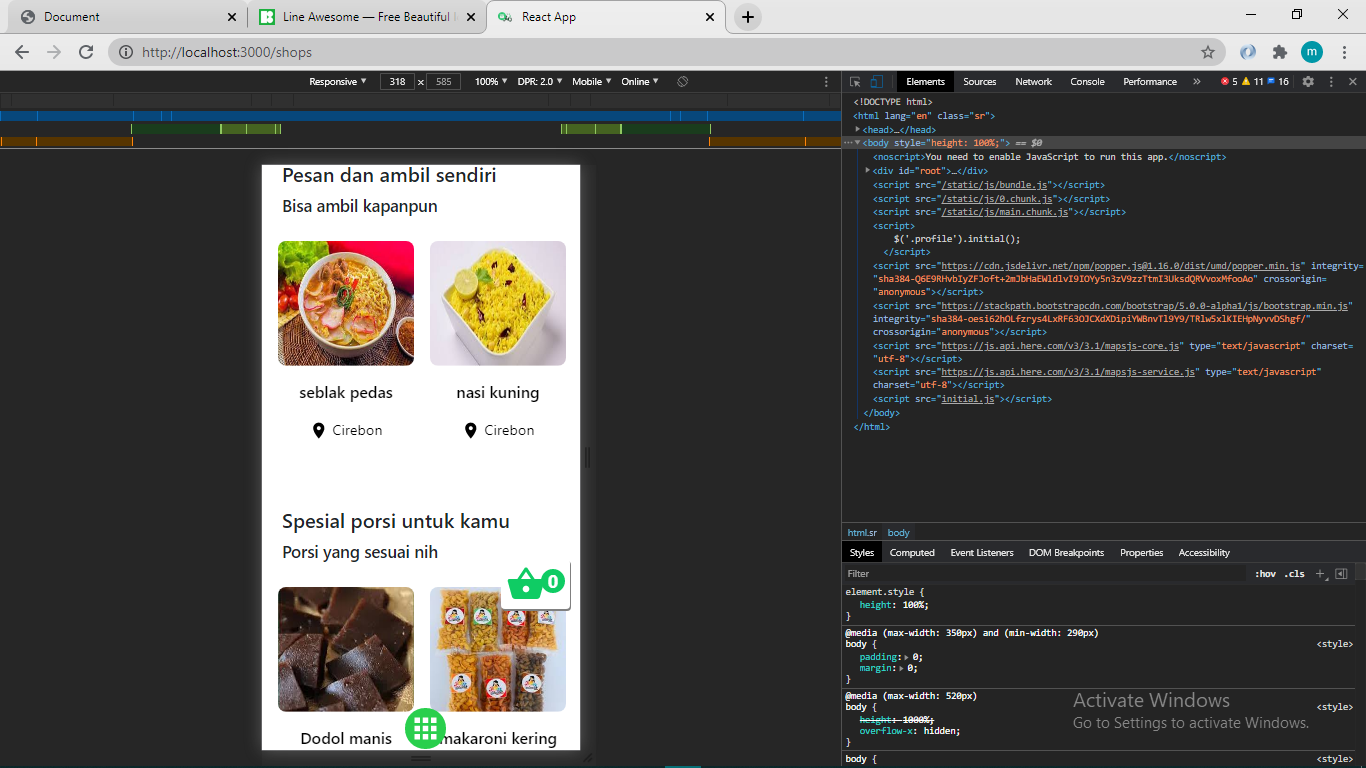 Document
Line Awesome — Free Beautiful
React App
http://localhost:3000/shops
m
Responsive 318 × 585 100% DPR: 2.0 Mobile Online
Elements Sources Network Console Performance » 5 11 16
<!DOCTYPE html>
<html lang="en" class="sr">
<head>…</head>
<body style="height: 100%;"> == $0
<noscript>You need to enable JavaScript to run this app.</noscript>
<div id="root">…</div>
<script src="/static/js/bundle.js"></script>
<script src="/static/js/0.chunk.js"></script>
<script src="/static/js/main.chunk.js"></script>
<script>
$('.profile').initial();
</script>
<script src="https://cdn.jsdelivr.net/npm/popper.js@1.16.0/dist/umd/popper.min.js" integrity=
"sha384-Q6E9RHvbIyZFJoft+2mJbHaEWldlvI9IOYy5n3zV9zzTtmI3UksdQRVvoxMfooAo" crossorigin=
"anonymous"></script>
<script src="https://stackpath.bootstrapcdn.com/bootstrap/5.0.0-alpha1/js/bootstrap.min.js"
integrity="sha384-oesi62hOLfzrys4LxRF63OJCXdXDipiYWBnvTl9Y9/TRlw5xlKIEHpNyvvDShgf/"
crossorigin="anonymous"></script>
<script src="https://js.api.here.com/v3/3.1/mapsjs-core.js" type="text/javascript" charset=
"utf-8"></script>
<script src="https://js.api.here.com/v3/3.1/mapsjs-service.js" type="text/javascript"
charset="utf-8"></script>
<script src="initial.js"></script>
</body>
</html>
html.sr body
Styles Computed Event Listeners DOM Breakpoints Properties Accessibility
Filter :hov .cls +
element.style {
height: 100%;
}
@media (max-width: 350px) and (min-width: 290px)
body { <style>
padding: 0;
margin: 0;
}
@media (max-width: 520px)
body { <style>
height: 1000%;
overflow-x: hidden;
}
body { <style>
Activate Windows
Go to Settings to activate Windows.
Pesan dan ambil sendiri
Bisa ambil kapanpun
seblak pedas
nasi kuning
Cirebon
Cirebon
Spesial porsi untuk kamu
Porsi yang sesuai nih
0
Dodol manis
makaroni kering